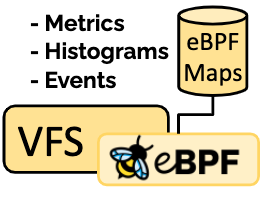 - Metrics
- Histograms
- Events
eBPF
Maps
VFS
eBPF